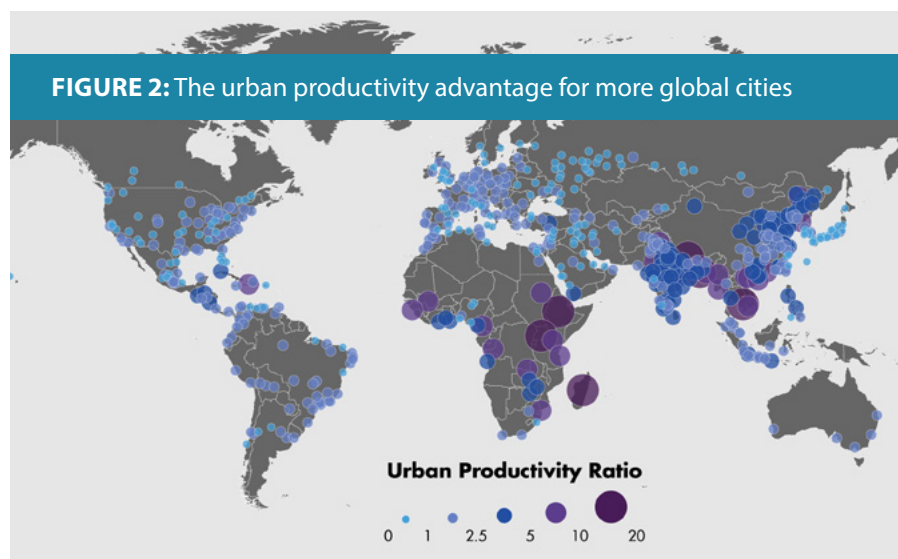 FIGURE 2: The urban productivity advantage for more global cities
Urban Productivity Ratio
0 1 2.5 5 10 20